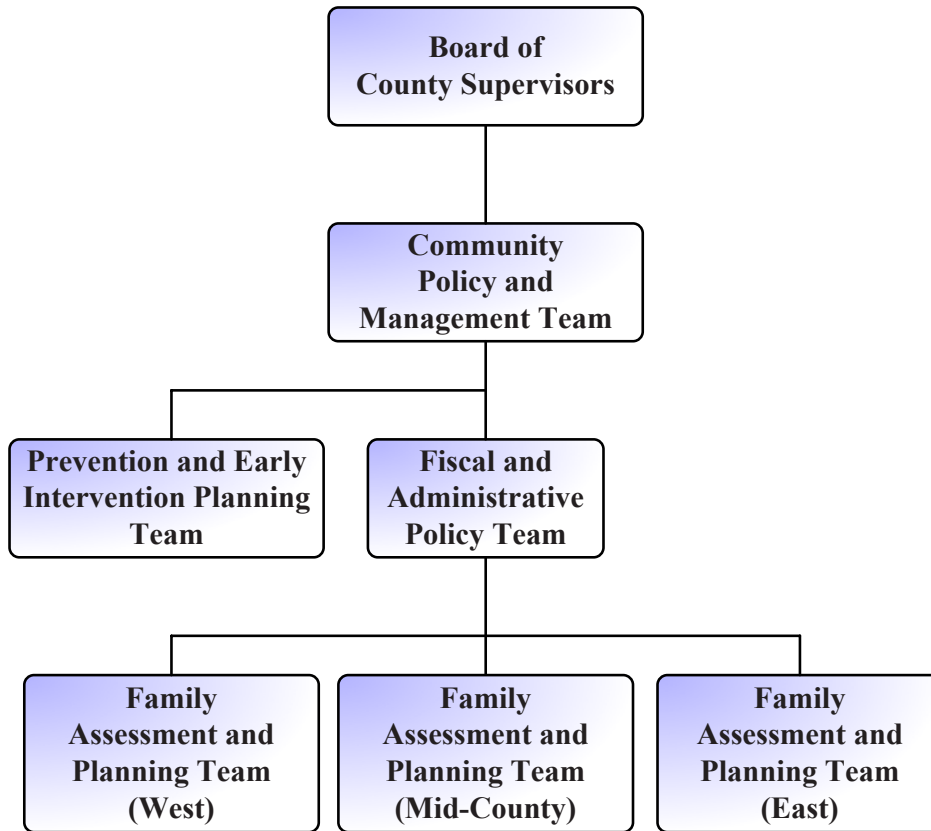 Board of
County Supervisors
Community
Policy and
Management Team
Prevention and Early
Intervention Planning
Team
Fiscal and
Administrative
Policy Team
Family
Assessment and
Planning Team
(West)
Family
Assessment and
Planning Team
(Mid-County)
Family
Assessment and
Planning Team
(East)